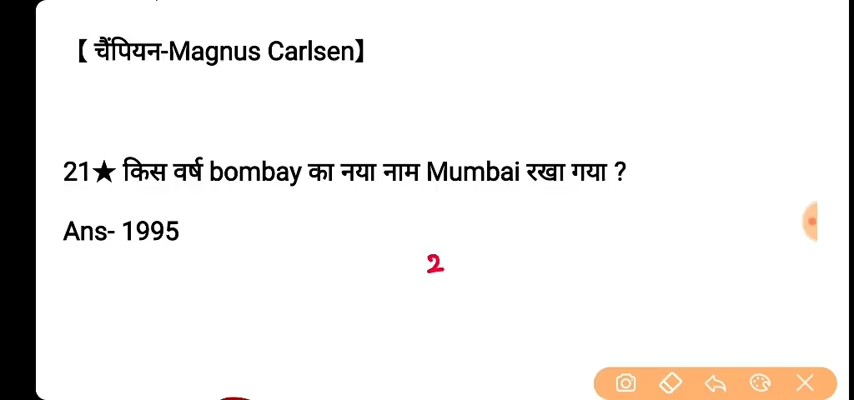 【 चैंपियन-Magnus Carlsen】
21★ किस वर्ष bombay का नया नाम Mumbai रखा गया ?
Ans- 1995
2